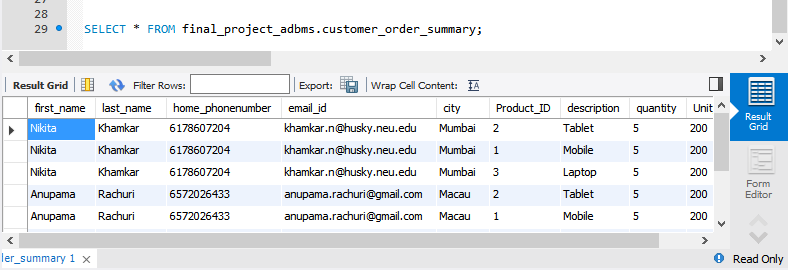 27
28
29 SELECT * FROM final_project_adbms.customer_order_summary;
Result Grid Filter Rows: Export: Wrap Cell Content: IA
first_name last_name home_phonenumber email_id city Product_ID description quantity Unit
Nikita Khamkar 6178607204 khamkar.n@husky.neu.edu Mumbai 2 Tablet 5 200
Nikita Khamkar 6178607204 khamkar.n@husky.neu.edu Mumbai 1 Mobile 5 200
Nikita Khamkar 6178607204 khamkar.n@husky.neu.edu Mumbai 3 Laptop 5 200
Anupama Rachuri 6572026433 anupama.rachuri@gmail.com Macau 2 Tablet 5 200
Anupama Rachuri 6572026433 anupama.rachuri@gmail.com Macau 1 Mobile 5 200
Result
Grid
Form
Editor
ler_summary 1
Read Only